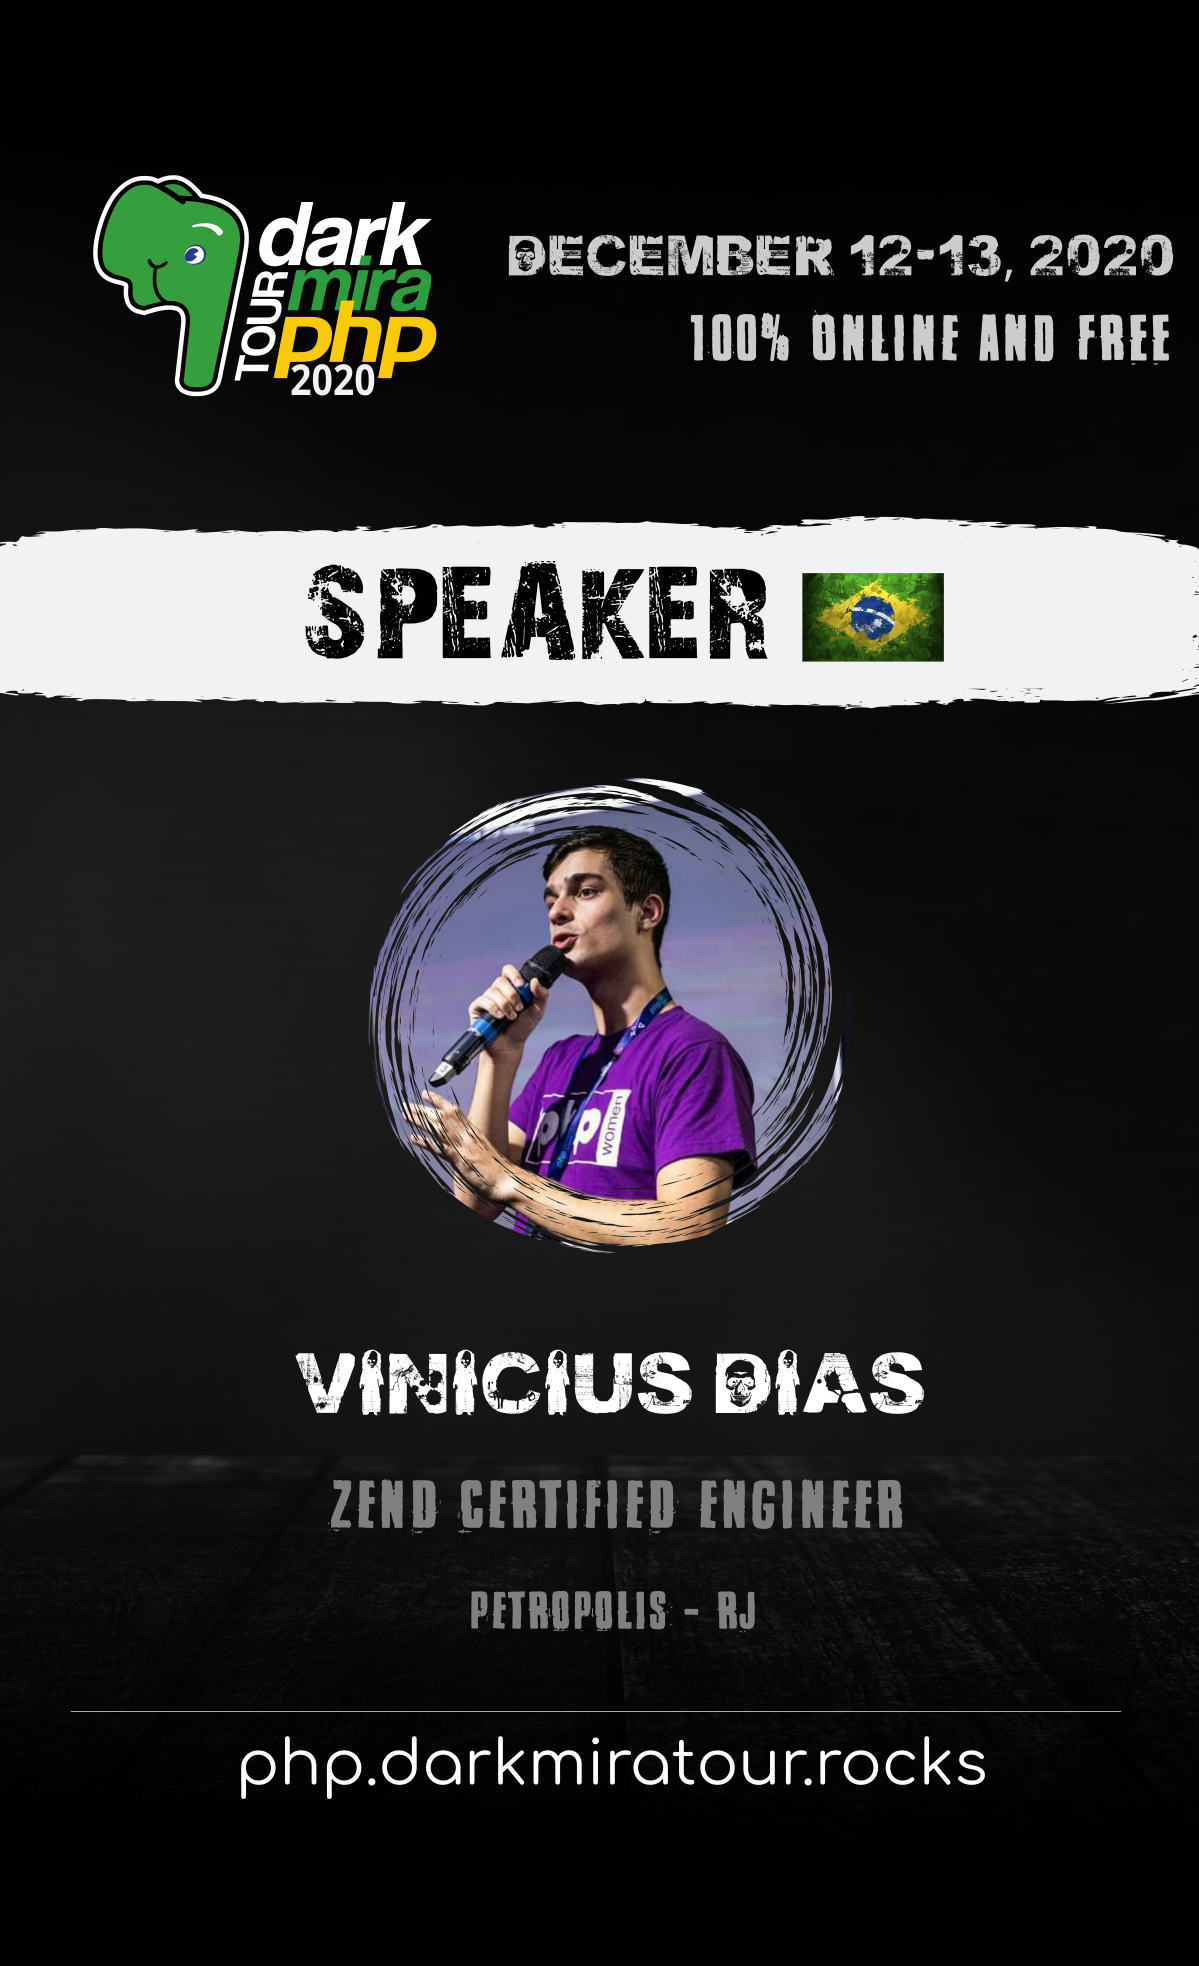 dark
mira
TOUR
php
2020
DECEMBER 12-13, 2020
100% ONLINE AND FREE
SPEAKER
php
women
php
VINICIUS DIAS
ZEND CERTIFIED ENGINEER
PETROPOLIS - RJ
php.darkmiratour.rocks